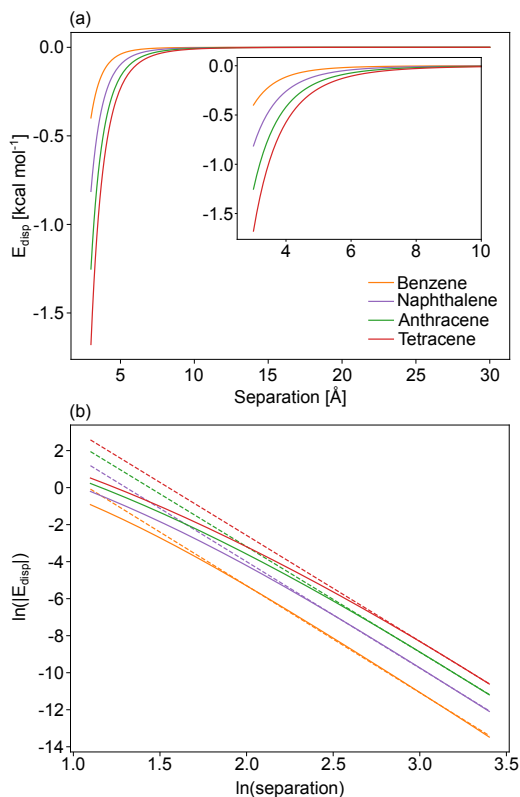 (a)
0.0
-0.5
-1.0
-1.5
E_disp [kcal mol⁻¹]
0.0
-0.5
-1.0
-1.5
4 6 8 10
Benzene
Naphthalene
Anthracene
Tetracene
5 10 15 20 25 30
Separation [Å]
(b)
2
0
-2
-4
-6
-8
-10
-12
-14
ln(|E_disp|)
1.0 1.5 2.0 2.5 3.0 3.5
ln(separation)